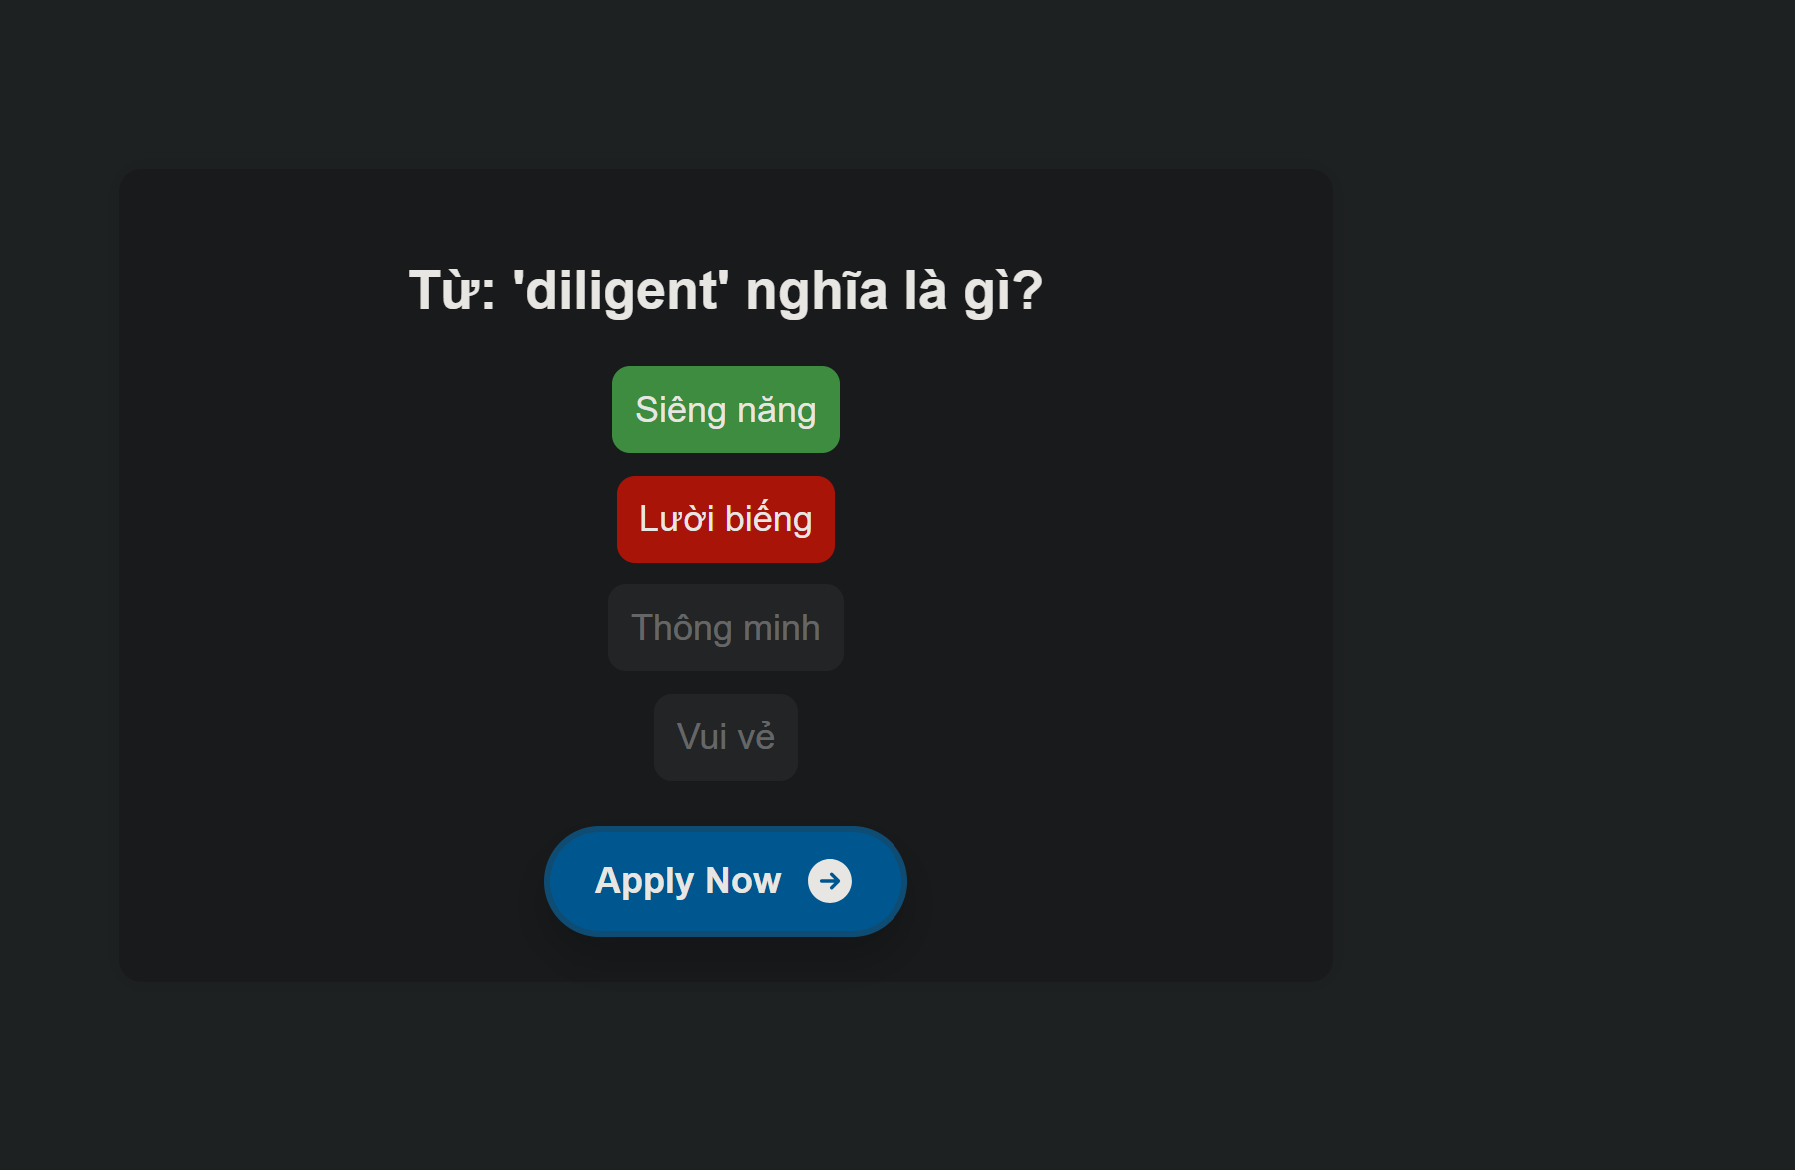 Từ: 'diligent' nghĩa là gì?
Siêng năng
Lười biếng
Thông minh
Vui vẻ
Apply Now